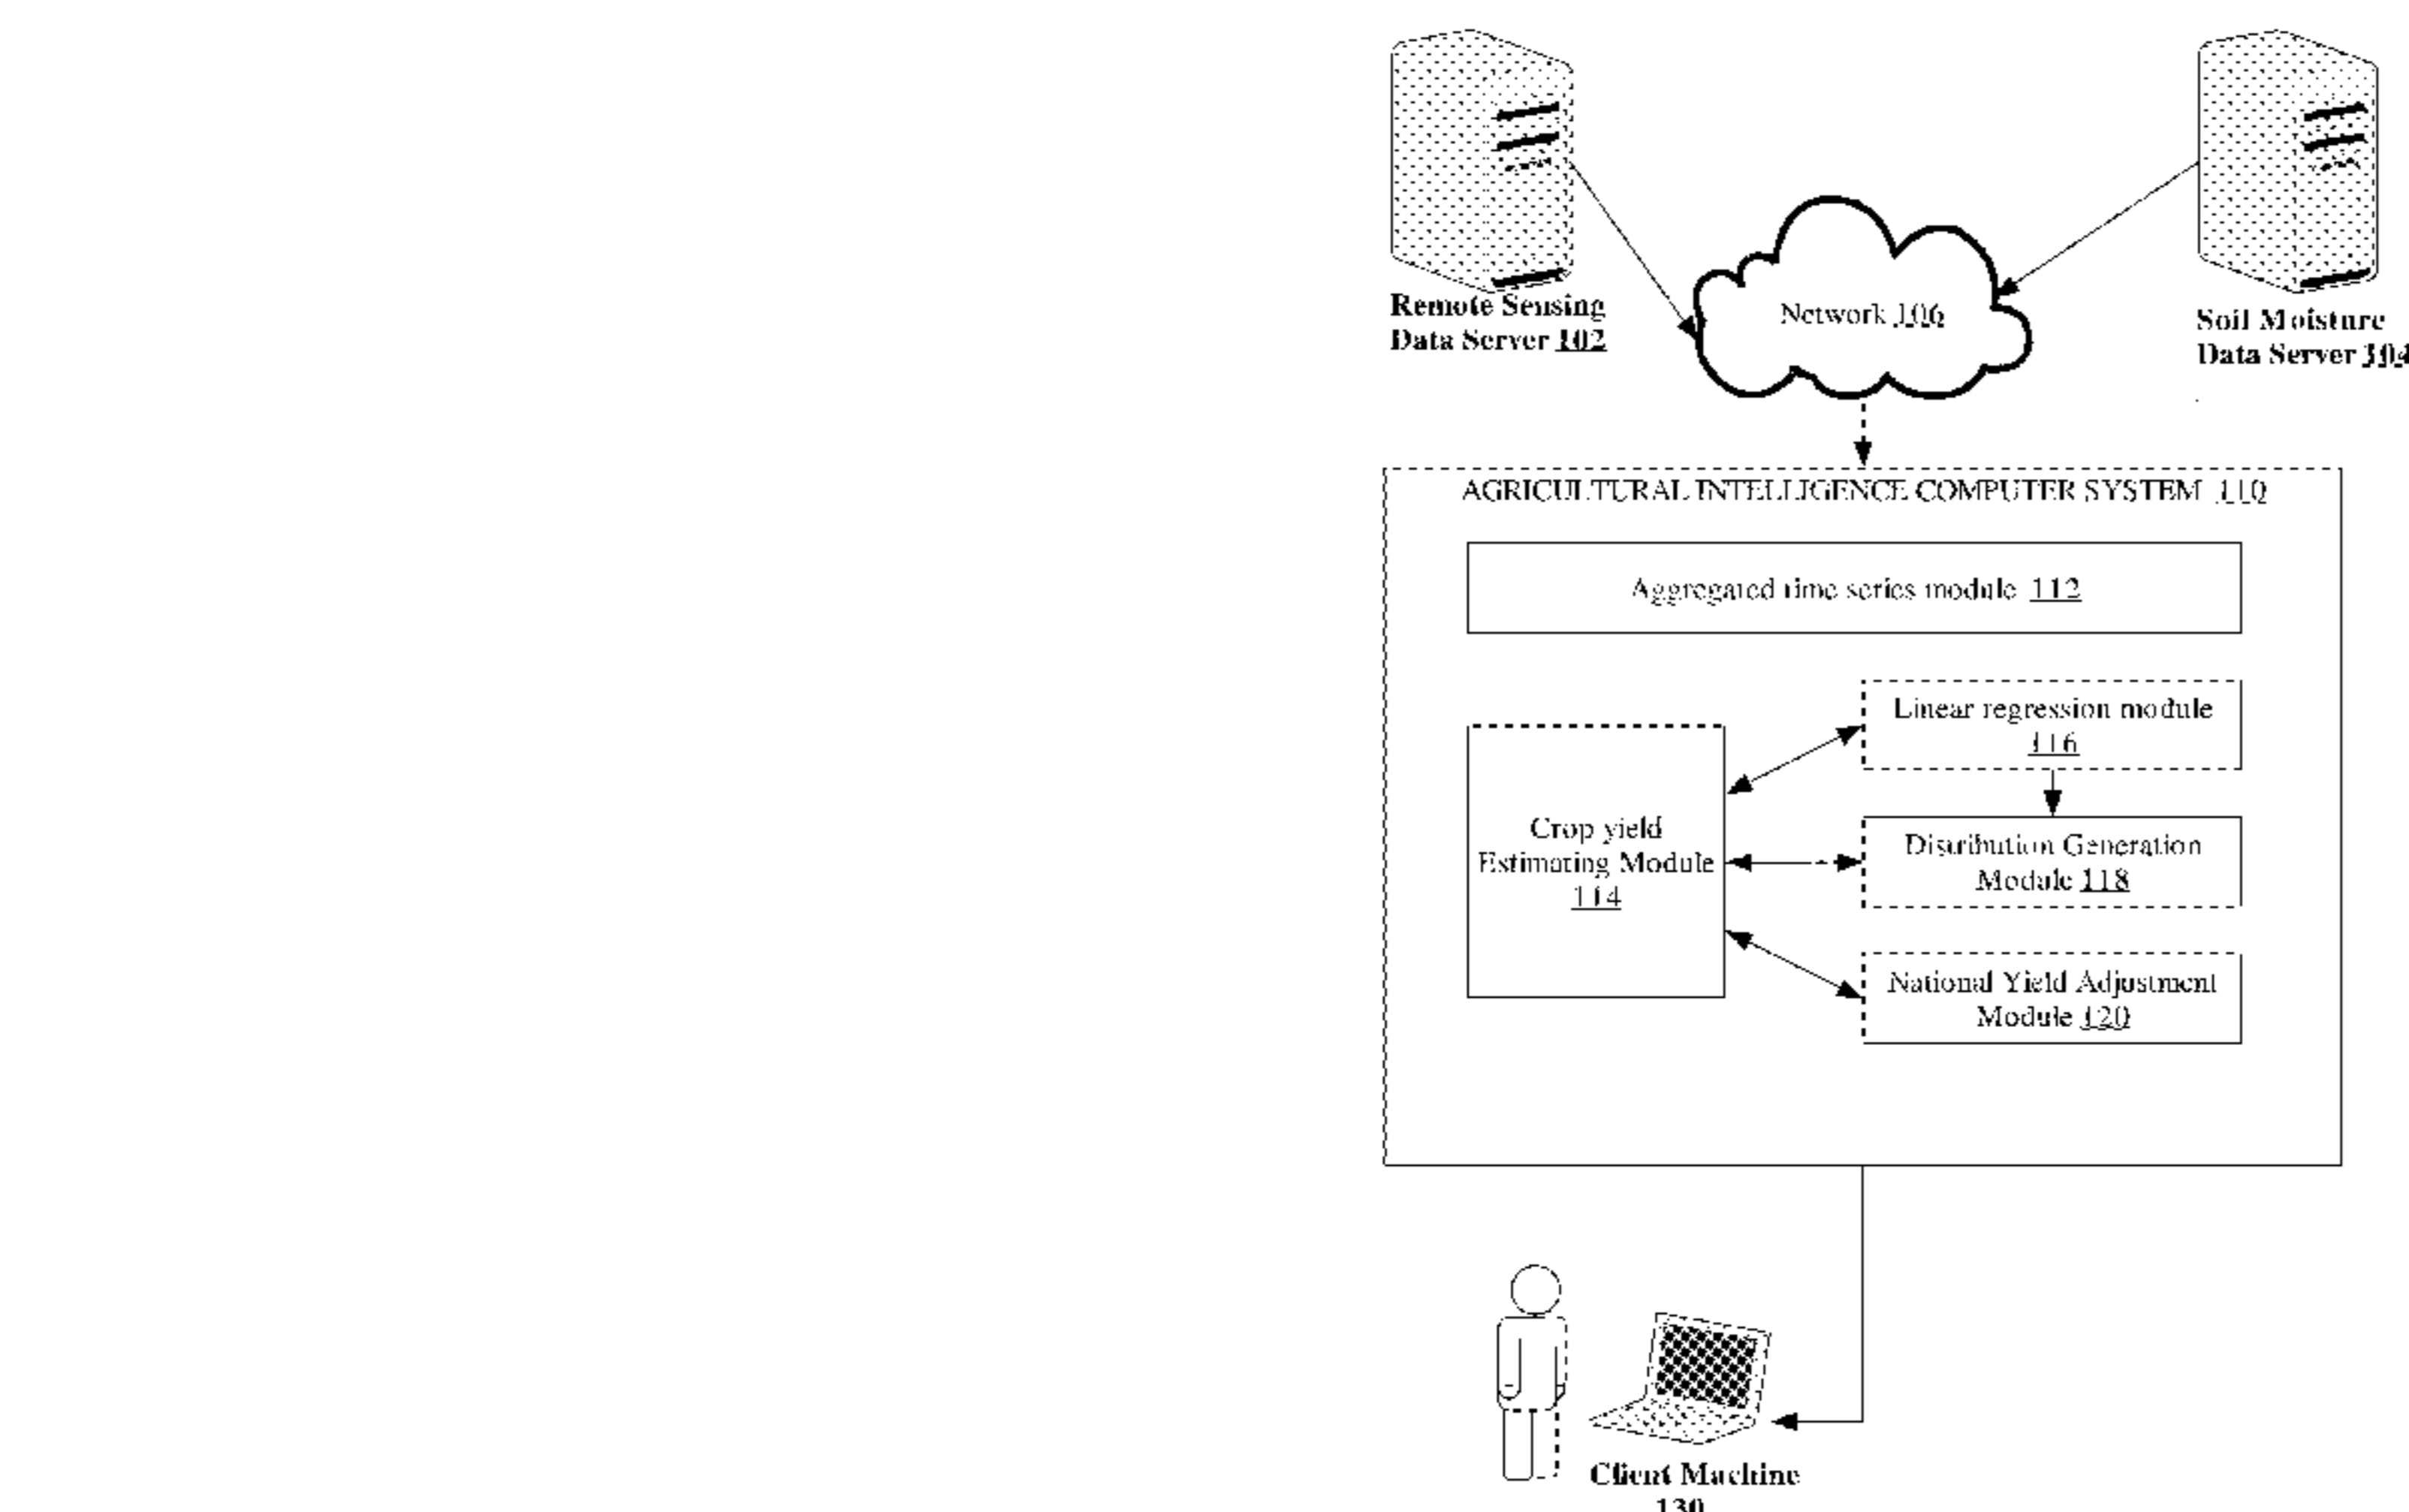 Remote Sensing
Data Server 102
Network 106
Soil Moisture
Data Server 104
AGRICULTURAL INTELLIGENCE COMPUTER SYSTEM 110
Aggregated time series module 112
Linear regression module
116
Crop yield
Estimating Module
114
Distribution Generation
Module 118
National Yield Adjustment
Module 120
Client Machine
130